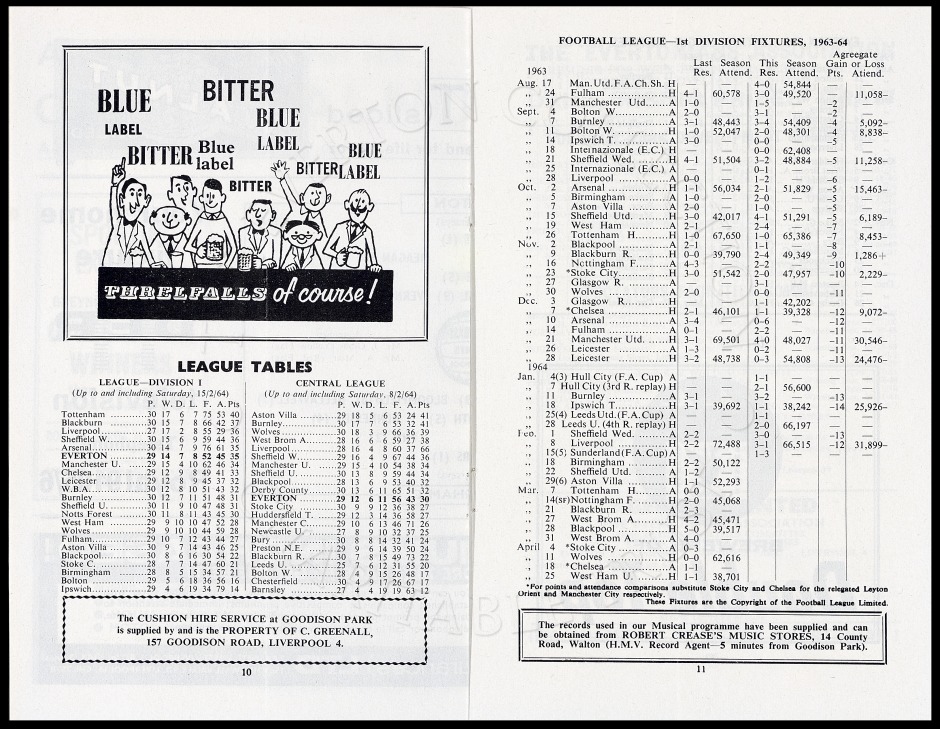 BLUE
LABEL
BITTER
BLUE
LABEL
BITTER
Blue
label
BITTER
BITTER
BLUE
LABEL
THRELFALLS of course!
LEAGUE TABLES
LEAGUE—DIVISION I
(Up to and including Saturday, 15/2/64)
P. W. D. L. F. A. Pts
Tottenham 30 17 6 7 75 53 40
Blackburn 30 15 7 8 66 42 37
Liverpool 27 17 2 8 55 29 36
Sheffield W. 30 15 6 9 59 44 36
Arsenal 30 14 7 9 76 61 35
EVERTON 29 14 7 8 52 45 35
Manchester U. 29 15 4 10 62 46 34
Chelsea 29 12 9 8 49 41 33
Leicester 29 12 8 9 45 37 32
W.B.A. 30 12 8 10 51 43 32
Burnley 30 12 7 11 51 48 31
Sheffield U. 30 11 9 10 47 48 31
Notts Forest 30 11 8 11 43 45 30
West Ham 29 9 10 10 47 52 28
Wolves 29 9 10 10 44 59 28
Fulham 29 10 7 12 43 44 27
Aston Villa 30 9 7 14 43 46 25
Blackpool 30 8 6 16 30 54 22
Stoke C. 28 7 7 14 47 60 21
Birmingham 28 8 5 15 34 57 21
Bolton 29 5 6 18 36 56 16
Ipswich 29 4 6 19 34 79 14
CENTRAL LEAGUE
(Up to and including Saturday, 8/2/64)
P. W. D. L. F. A. Pts
Aston Villa 29 18 5 6 53 24 41
Burnley 30 17 7 6 53 32 41
Wolves 30 18 3 9 66 36 39
West Brom A. 28 16 6 6 59 27 38
Liverpool 28 16 4 8 60 37 66
Sheffield W. 29 16 4 9 67 44 36
Manchester U. 29 15 4 10 54 38 34
Sheffield U. 30 13 8 9 59 44 34
Blackpool 28 13 6 9 53 40 32
Derby County 30 13 6 11 65 51 32
EVERTON 29 12 6 11 56 43 30
Stoke City 30 9 9 12 36 38 27
Huddersfield T. 29 12 3 14 36 58 27
Manchester C. 29 10 6 13 46 71 26
Newcastle U. 27 8 9 10 32 37 25
Bury 30 8 8 14 32 41 24
Preston N.E. 29 9 6 14 39 50 24
Blackburn R. 30 7 8 15 49 73 22
Leeds U. 25 7 6 12 31 55 20
Bolton W. 28 4 9 15 26 48 17
Chesterfield 30 4 9 17 26 67 17
Barnsley 27 4 4 19 19 63 12
The CUSHION HIRE SERVICE at GOODISON PARK
is supplied by and is the PROPERTY OF C. GREENALL,
157 GOODISON ROAD, LIVERPOOL 4.
10
FOOTBALL LEAGUE—1st DIVISION FIXTURES, 1963-64
Agreegate
Last Season This Season Gain or Loss
Res. Attend. Res. Attend. Pts. Atiend.
1963
Aug. 17 Man.Utd.F.A.Ch.Sh. H — — 4-0 54,844 — —
„ 24 Fulham H 4-1 60,578 3-0 49,520 — 11,058-
„ 31 Manchester Utd. A 1-0 — 1-5 — -2 —
Sept. 4 Bolton W. A 2-0 — 3-1 — -2 —
„ 7 Burnley H 3-1 48,443 3-4 54,409 -4 5,092-
„ 11 Bolton W. H 1-0 52,047 2-0 48,301 -4 8,838-
„ 14 Ipswich T. A 3-0 — 0-0 — -5 —
„ 18 Internazionale (E.C.) H — — 0-0 62,408 — —
„ 21 Sheffield Wed. H 4-1 51,504 3-2 48,884 -5 11,258-
„ 25 Internazionale (E.C.) A — — 0-1 — — —
„ 28 Liverpool A 0-0 — 1-2 — -6 —
Oct. 2 Arsenal H 1-1 56,034 2-1 51,829 -5 15,463-
„ 5 Birmingham A 1-0 — 2-0 — -5 —
„ 7 Aston Villa A 2-0 — 1-0 — -5 —
„ 15 Sheffield Utd. H 3-0 42,017 4-1 51,291 -5 6,189-
„ 19 West Ham A 2-1 — 2-4 — -7 —
„ 26 Tottenham H. H 1-0 67,650 1-0 65,386 -7 8,453-
Nov. 2 Blackpool A 2-1 — 1-1 — -8 —
„ 9 Blackburn R. H 0-0 39,790 2-4 49,349 -9 1,286+
„ 16 Nottingham F. A 4-3 — 2-2 — -10 —
„ 23 *Stoke City H 3-0 51,542 2-0 47,957 -10 2,229-
„ 27 Glasgow R. A — — 3-1 — — —
„ 30 Wolves A 2-0 — 0-0 — -11 —
Dec. 3 Glasgow R. H — — 1-1 42,202 — —
„ 7 *Chelsea H 2-1 46,101 1-1 39,328 -12 9,072-
„ 10 Arsenal A 3-4 — 0-6 — -12 —
„ 14 Fulham A 0-1 — 2-2 — -11 —
„ 21 Manchester Utd. H 3-1 69,501 4-0 48,027 -11 30,546-
„ 26 Leicester A 1-3 — 0-2 — -11 —
„ 28 Leicester H 3-2 48,738 0-3 54,808 -13 24,476-
1964
Jan. 4(3) Hull City (F.A. Cup) A — — 1-1 — — —
„ 7 Hull City (3rd R. replay) H — — 2-1 56,600 — —
„ 11 Burnley A 3-1 — 3-2 — -13 —
„ 18 Ipswich T. H 3-1 39,692 1-1 38,242 -14 25,926-
„ 25(4) Leeds Utd.(F.A. Cup) A — — 1-1 — — —
„ 28 Leeds U. (4th R. replay) H — — 2-0 66,197 — —
Feo. 1 Sheffield Wed. A 2-2 — 3-0 — -13 —
„ 8 Liverpool H 2-2 72,488 3-1 66,515 -12 31,899-
„ 15(5) Sunderland(F.A. Cup) A — — 1-3 — — —
„ 18 Birmingham H 2-2 50,122
„ 22 Sheffield Utd. A 1-2 —
„ 29(6) Aston Villa H 1-1 52,293
Mar. 7 Tottenham H. A 0-0 —
„ 14(sf) Nottingham F. H 2-0 45,068
„ 21 Blackburn R. A 2-3 —
„ 27 West Brom A. H 4-2 45,471
„ 28 Blackpool H 5-0 39,517
„ 31 West Brom A. A 4-0 —
April 4 *Stoke City A 0-3 —
„ 11 Wolves H 0-0 62,616
„ 18 *Chelsea A 1-1 —
„ 25 West Ham U. H 1-1 38,701
*For points and attendance comparisons substitute Stoke City and Chelsea for the relegated Leyton
Orient and Manchester City respectively.
These Fixtures are the Copyright of the Football League Limited.
The records used in our Musical programme have been supplied and can
be obtained from ROBERT CREASE'S MUSIC STORES, 14 County
Road, Walton (H.M.V. Record Agent—5 minutes from Goodison Park).
11